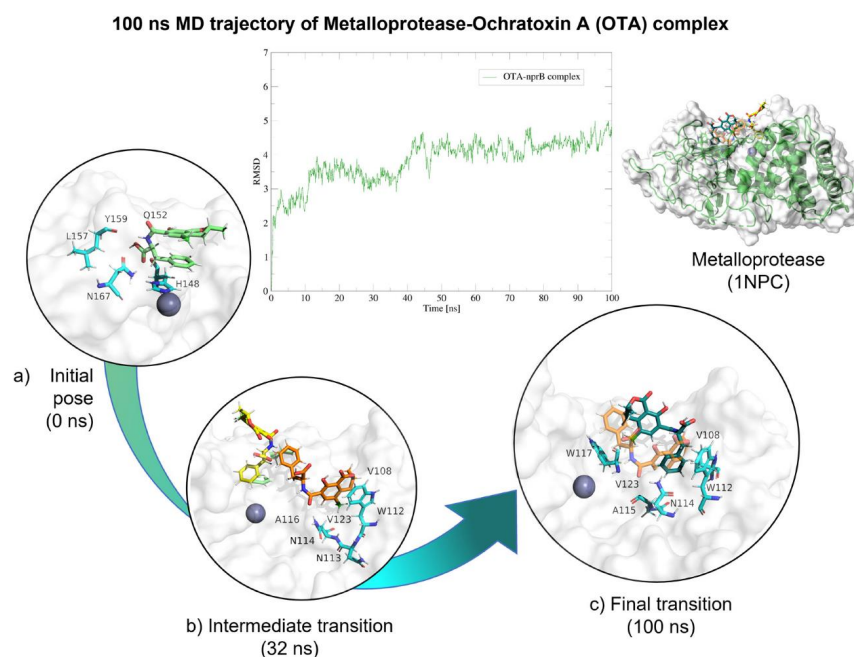 100 ns MD trajectory of Metalloprotease-Ochratoxin A (OTA) complex
7
6
5
4
3
2
1
0
RMSD
OTA-nprB complex
0 10 20 30 40 50 60 70 80 90 100
Time [ns]
Metalloprotease
(1NPC)
Y159
Q152
L157
N167
H148
a) Initial
pose
(0 ns)
V108
W112
A116
V123
N114
N113
b) Intermediate transition
(32 ns)
W117
V108
V123
W112
N114
A115
c) Final transition
(100 ns)